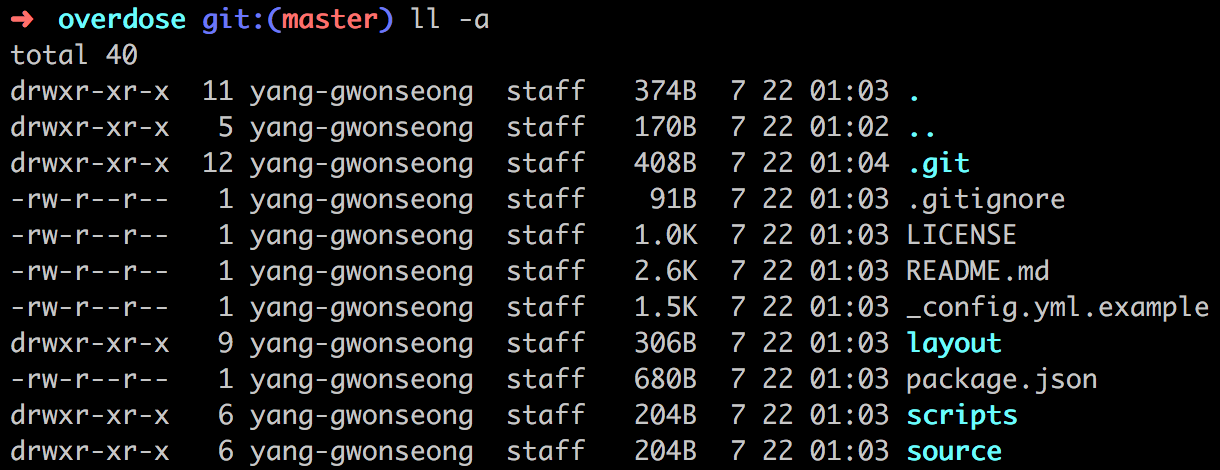 ➜  overdose git:(master) ll -a
total 40
drwxr-xr-x  11 yang-gwonseong  staff   374B  7 22 01:03 .
drwxr-xr-x   5 yang-gwonseong  staff   170B  7 22 01:02 ..
drwxr-xr-x  12 yang-gwonseong  staff   408B  7 22 01:04 .git
-rw-r--r--   1 yang-gwonseong  staff    91B  7 22 01:03 .gitignore
-rw-r--r--   1 yang-gwonseong  staff   1.0K  7 22 01:03 LICENSE
-rw-r--r--   1 yang-gwonseong  staff   2.6K  7 22 01:03 README.md
-rw-r--r--   1 yang-gwonseong  staff   1.5K  7 22 01:03 _config.yml.example
drwxr-xr-x   9 yang-gwonseong  staff   306B  7 22 01:03 layout
-rw-r--r--   1 yang-gwonseong  staff   680B  7 22 01:03 package.json
drwxr-xr-x   6 yang-gwonseong  staff   204B  7 22 01:03 scripts
drwxr-xr-x   6 yang-gwonseong  staff   204B  7 22 01:03 source